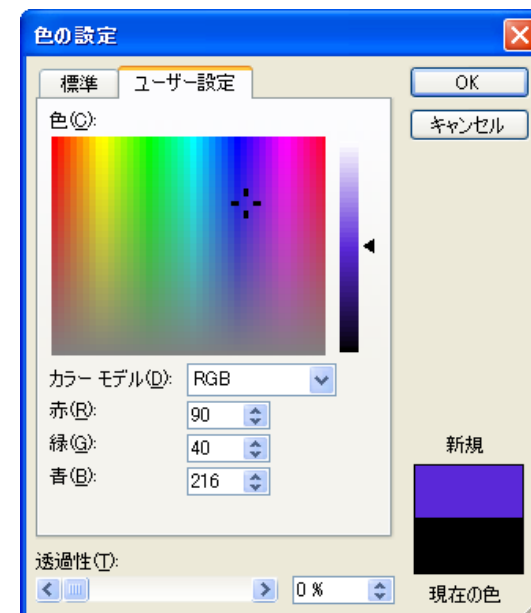 色の設定
標準 ユーザー設定
OK
キャンセル
色(C):
カラー モデル(D): RGB
赤(R): 90
緑(G): 40
青(B): 216
新規
透過性(T):
0 %
現在の色